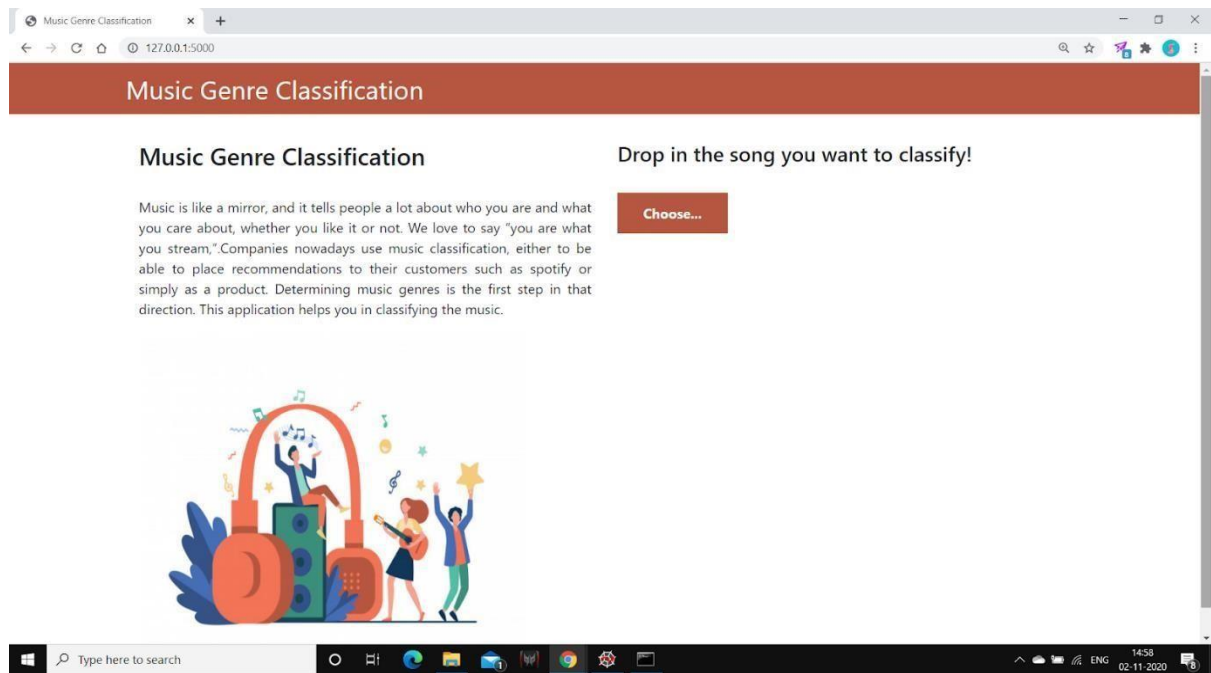 Music Genre Classification
127.0.0.1:5000
Music Genre Classification
Music Genre Classification
Music is like a mirror, and it tells people a lot about who you are and what
you care about, whether you like it or not. We love to say "you are what
you stream,".Companies nowadays use music classification, either to be
able to place recommendations to their customers such as spotify or
simply as a product. Determining music genres is the first step in that
direction. This application helps you in classifying the music.
Drop in the song you want to classify!
Choose...
Type here to search
ENG
14:58
02-11-2020